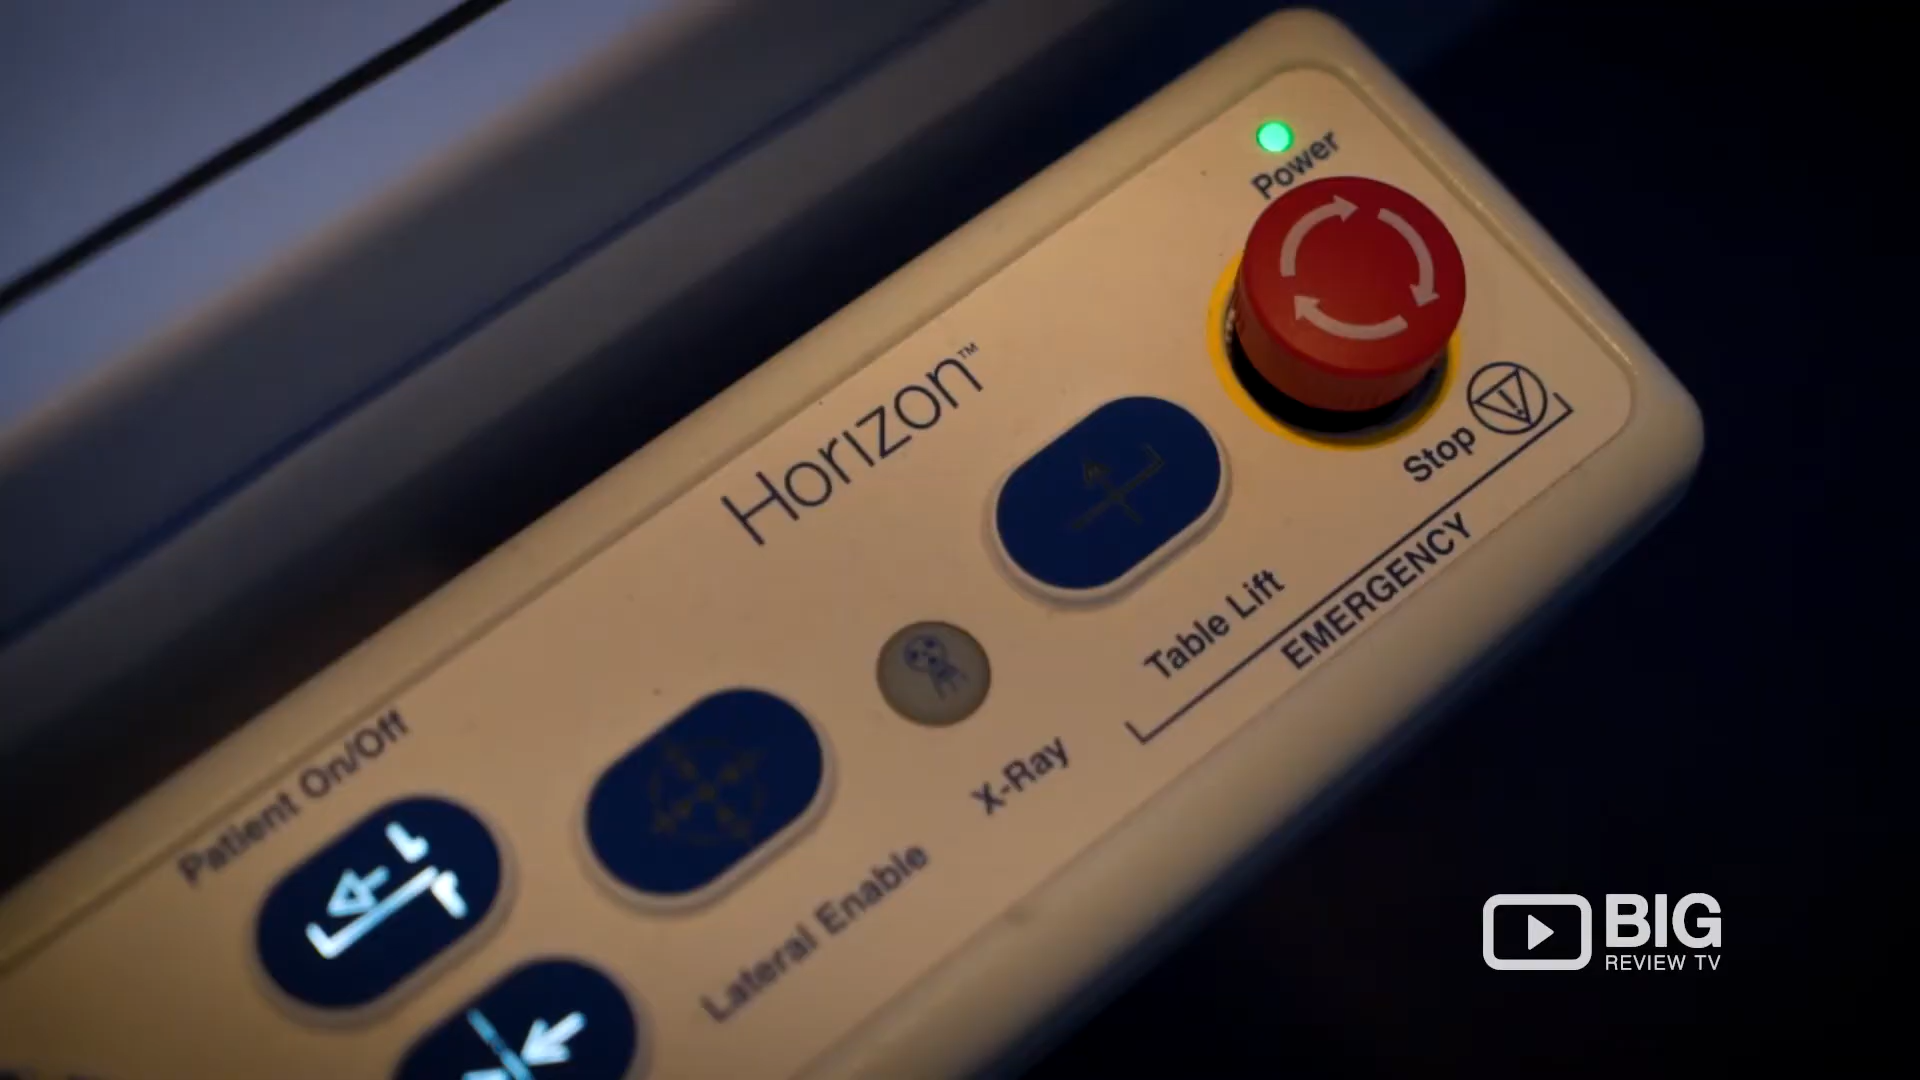 Power
Horizon™
Stop
Table Lift
EMERGENCY
X-Ray
Patient On/Off
Lateral Enable
BIG
REVIEW TV